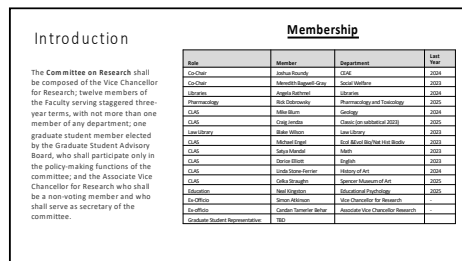 Introduction
The Committee on Research shall
be composed of the Vice Chancellor
for Research; twelve members of
the Faculty serving staggered three-
year terms, with not more than one
member of any department; one
graduate student member elected
by the Graduate Student Advisory
Board, who shall participate only in
the policy-making functions of the
committee; and the Associate Vice
Chancellor for Research who shall
be a non-voting member and who
shall serve as secretary of the
committee.
Membership
Role Member Department Last Year
Co-Chair Joshua Roundy CEAE 2024
Co-Chair Meredith Bagwell-Gray Social Welfare 2023
Libraries Angela Rathmel Libraries 2024
Pharmacology Rick Dobrowsky Pharmacology and Toxicology 2025
CLAS Mike Blum Geology 2024
CLAS Craig Jendza Classic (on sabbatical 2023) 2025
Law Library Blake Wilson Law Library 2023
CLAS Michael Engel Ecol &Evol Bio/Nat Hist Biodiv 2023
CLAS Satya Mandal Math 2023
CLAS Dorice Elliott English 2023
CLAS Linda Stone-Ferrier History of Art 2024
CLAS Celka Straughn Spencer Museum of Art 2025
Education Neal Kingston Educational Psychology 2025
Ex-Officio Simon Atkinson Vice Chancellor for Research -
Ex-officio Candan Tamerler Behar Associate Vice Chancellor Research -
Graduate Student Representative: TBD